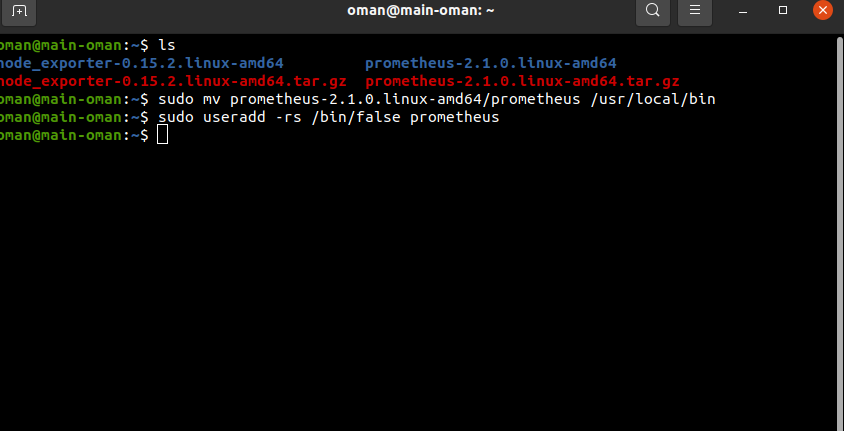 oman@main-oman: ~
oman@main-oman:~$ ls
node_exporter-0.15.2.linux-amd64 prometheus-2.1.0.linux-amd64
node_exporter-0.15.2.linux-amd64.tar.gz prometheus-2.1.0.linux-amd64.tar.gz
oman@main-oman:~$ sudo mv prometheus-2.1.0.linux-amd64/prometheus /usr/local/bin
oman@main-oman:~$ sudo useradd -rs /bin/false prometheus
oman@main-oman:~$